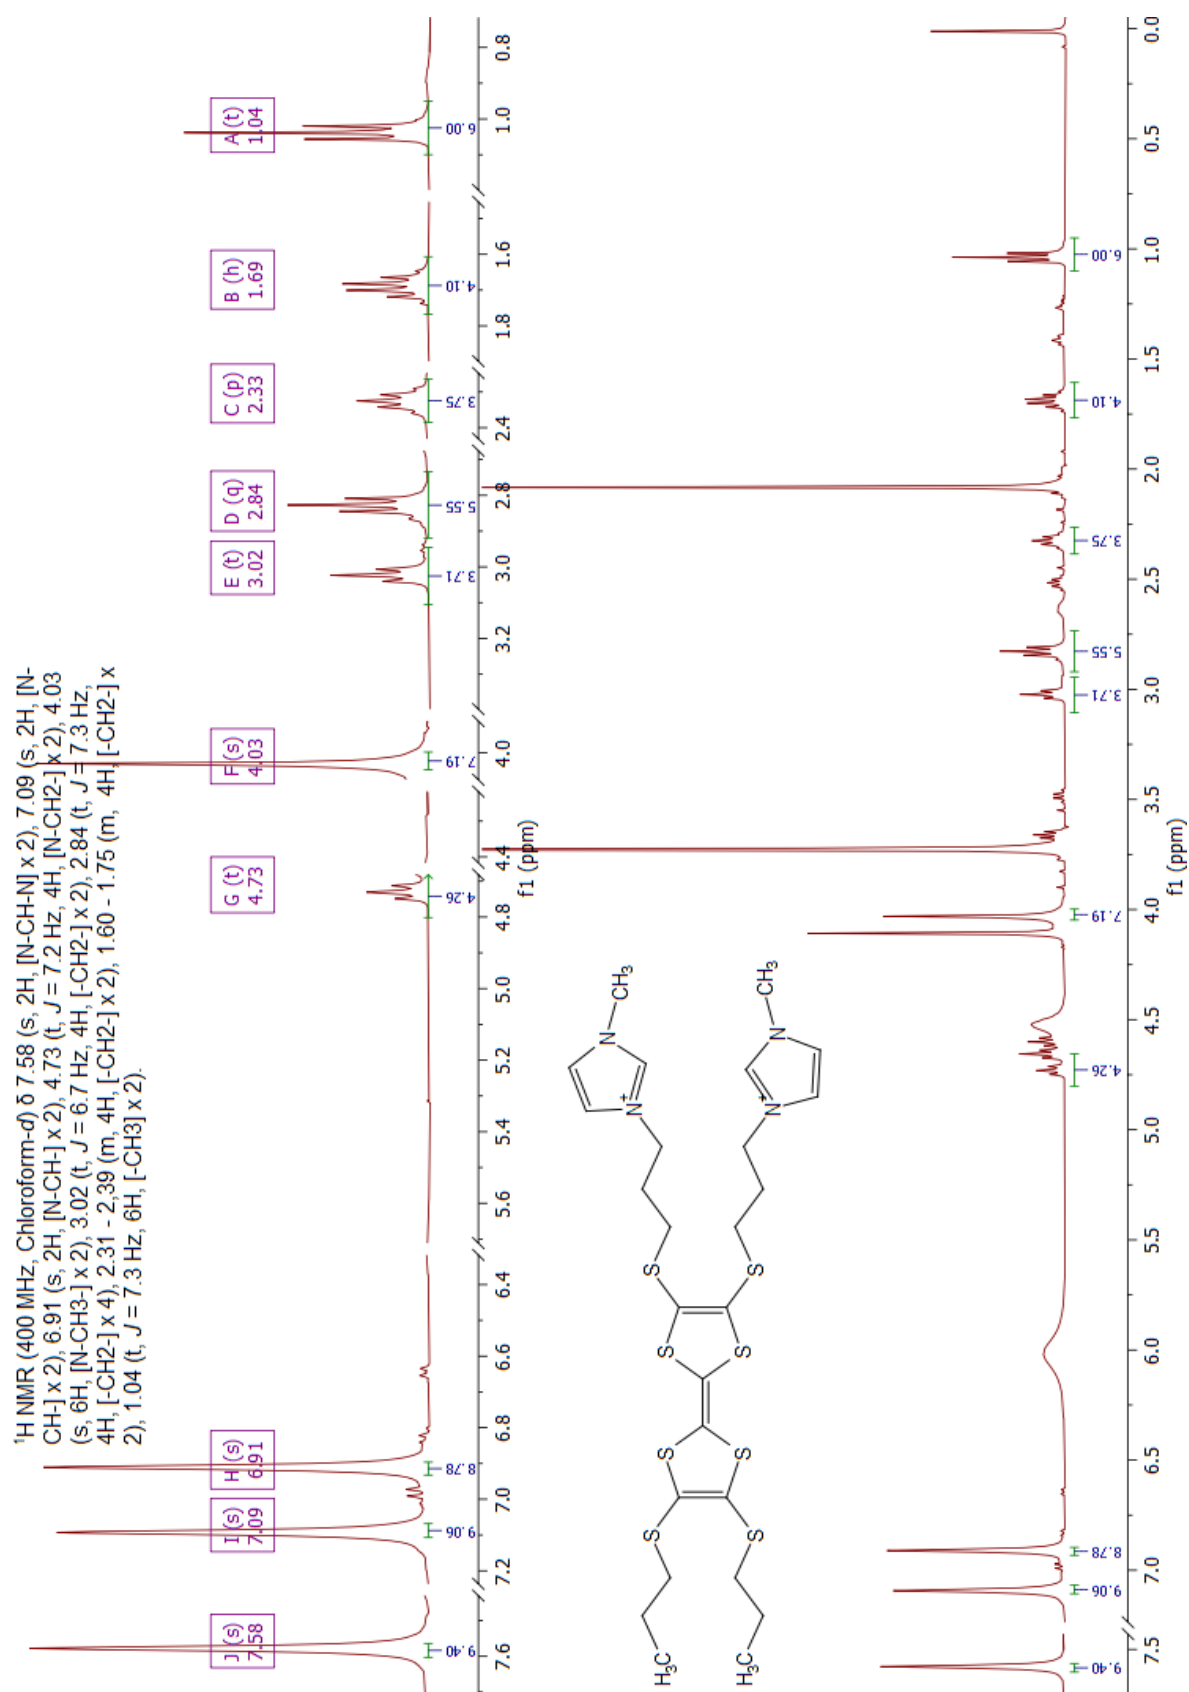 ¹H NMR (400 MHz, Chloroform-d) δ 7.58 (s, 2H, [N-CH-N] x 2), 7.09 (s, 2H, [N-
CH-] x 2), 6.91 (s, 2H, [N-CH-] x 2), 4.73 (t, J = 7.2 Hz, 4H, [N-CH2-] x 2), 4.03
(s, 6H, [N-CH3-] x 2), 3.02 (t, J = 6.7 Hz, 4H, [-CH2-] x 2), 2.84 (t, J = 7.3 Hz,
4H, [-CH2-] x 4), 2.31 - 2,39 (m, 4H, [-CH2-] x 2), 1.60 - 1.75 (m, 4H, [-CH2-] x
2), 1.04 (t, J = 7.3 Hz, 6H, [-CH3] x 2).
J (s) 7.58
I (s) 7.09
H (s) 6.91
G (t) 4.73
F (s) 4.03
E (t) 3.02
D (q) 2.84
C (p) 2.33
B (h) 1.69
A (t) 1.04
9.40 9.06 8.78 4.26 7.19 3.71 5.55 3.75 4.10 6.00
7.6 7.2 7.0 6.8 6.6 6.4 5.6 5.4 5.2 5.0 4.8 4.4 4.0 3.2 3.0 2.8 2.4 1.8 1.6 1.0 0.8
f1 (ppm)
H₃C S S S CH₃
S S N⁺ N
H₃C S S S N⁺ N CH₃
9.40 9.06 8.78 4.26 7.19 3.71 5.55 3.75 4.10 6.00
7.5 7.0 6.5 6.0 5.5 5.0 4.5 4.0 3.5 3.0 2.5 2.0 1.5 1.0 0.5 0.0
f1 (ppm)